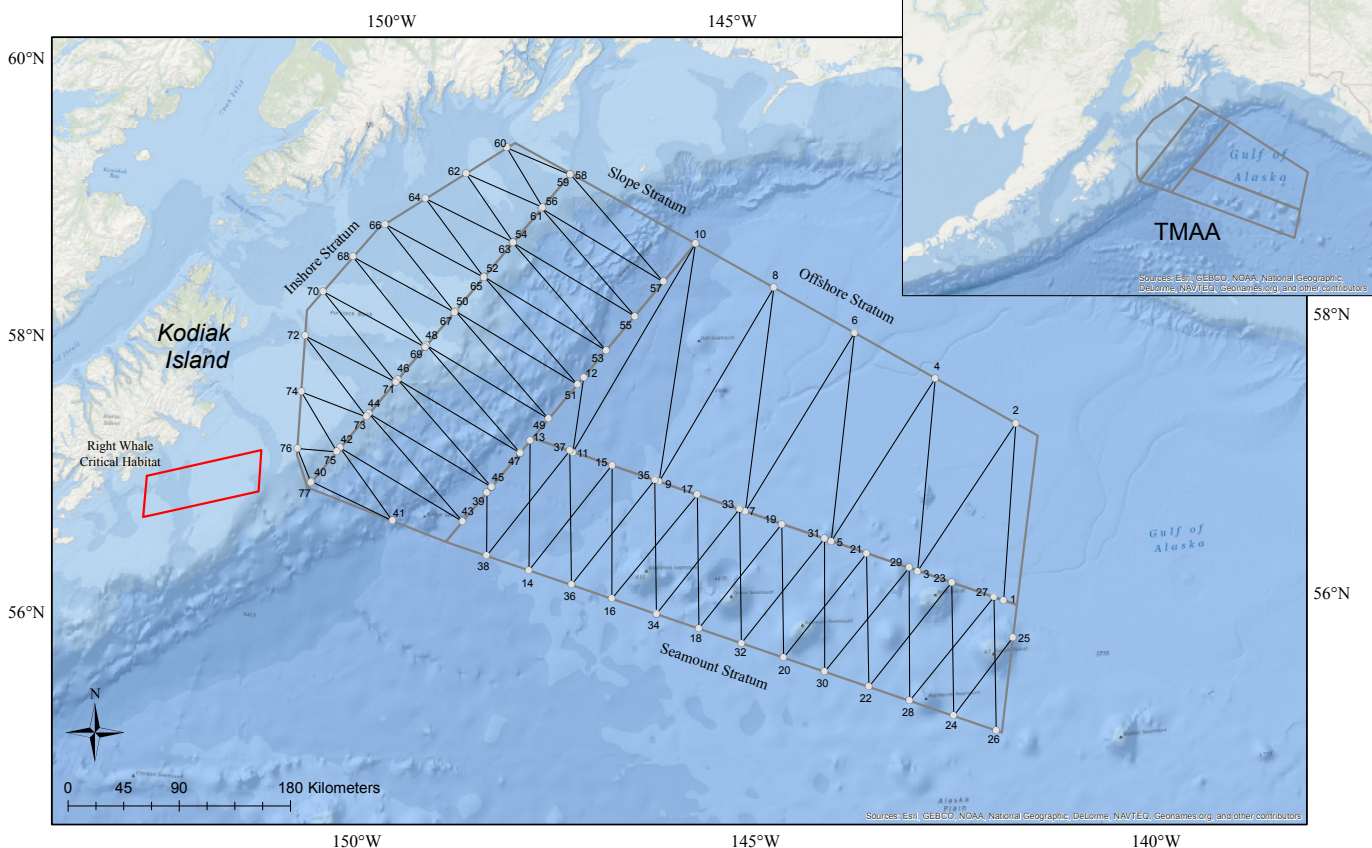 150°W
145°W
60°N
58°N
56°N
58°N
56°N
150°W
145°W
140°W
Gulf of
Alaska
TMAA
Sources: Esri, GEBCO, NOAA, National Geographic,
DeLorme, NAVTEQ, Geonames.org, and other contributors
Inshore Stratum
Slope Stratum
Offshore Stratum
Seamount Stratum
Kodiak
Island
Right Whale
Critical Habitat
Gulf of
Alaska
60
62
58
59
64
56
61
66
54
63
10
68
52
65
8
57
70
50
67
55
6
72
48
69
53
4
46
71
12
51
74
44
73
49
2
13
76
42
75
47
37
11
15
40
77
45
35
9
17
39
33
7
19
41
43
31
5
21
38
29
3
23
14
27
1
36
16
25
34
18
32
20
30
22
28
24
26
N
0
45
90
180 Kilometers
Alaska
Plain
Sources: Esri, GEBCO, NOAA, National Geographic, DeLorme, NAVTEQ, Geonames.org, and other contributors